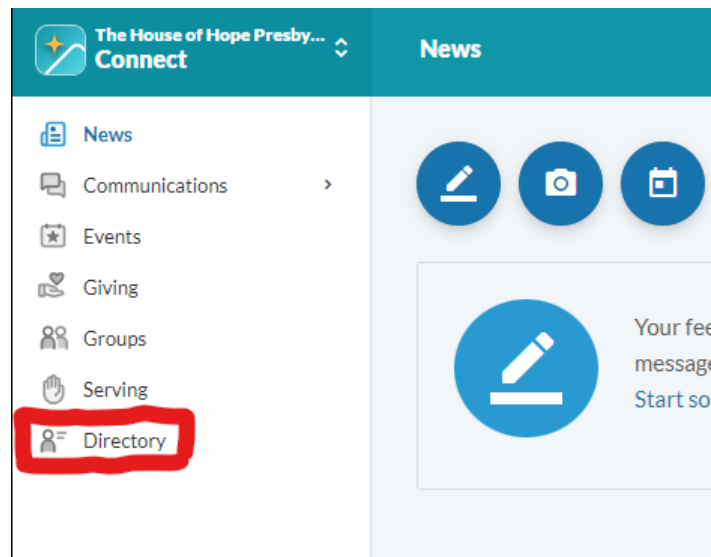 The House of Hope Presby...
Connect
News
News
Communications
Events
Giving
Groups
Serving
Directory
Your fee
message
Start so